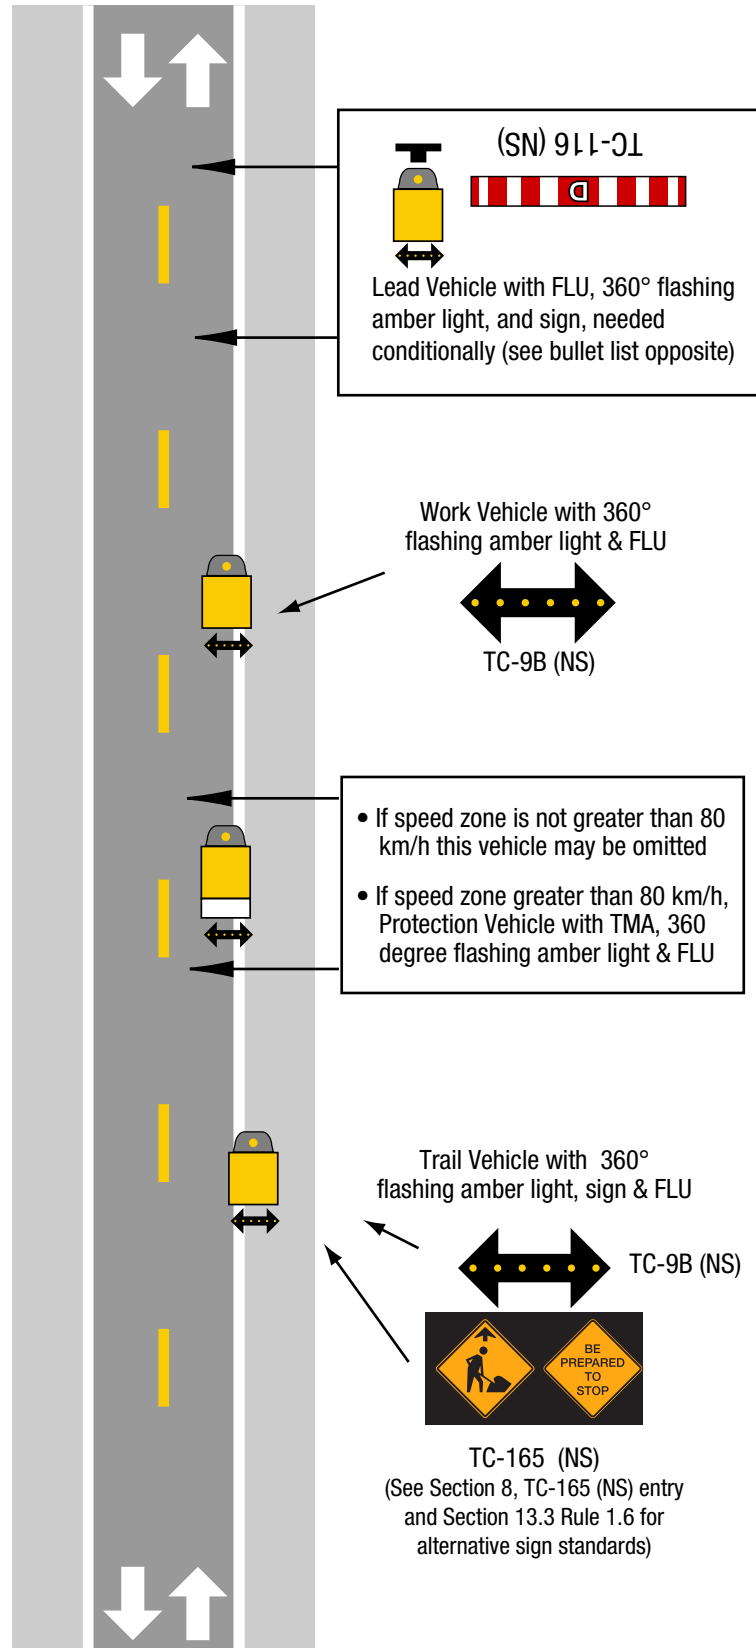 TC-116 (NS)
D
Lead Vehicle with FLU, 360° flashing
amber light, and sign, needed
conditionally (see bullet list opposite)
Work Vehicle with 360°
flashing amber light & FLU
TC-9B (NS)
• If speed zone is not greater than 80
km/h this vehicle may be omitted
• If speed zone greater than 80 km/h,
Protection Vehicle with TMA, 360
degree flashing amber light & FLU
Trail Vehicle with 360°
flashing amber light, sign & FLU
TC-9B (NS)
BE
PREPARED
TO
STOP
TC-165 (NS)
(See Section 8, TC-165 (NS) entry
and Section 13.3 Rule 1.6 for
alternative sign standards)